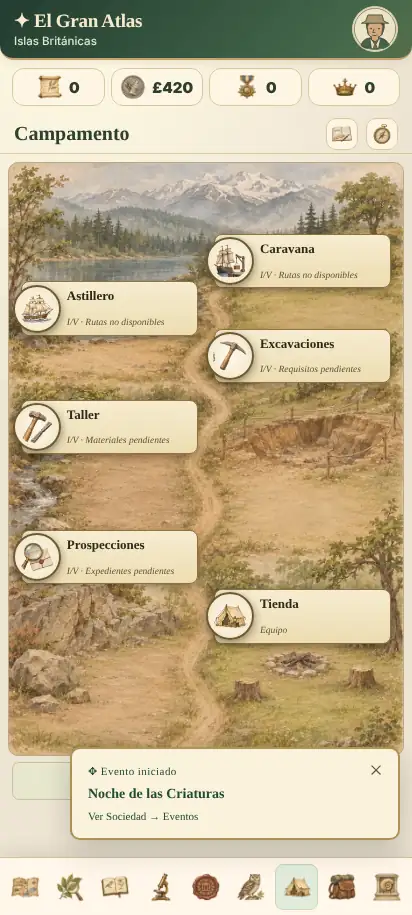 ✦ El Gran Atlas
Islas Británicas
0
£420
0
0
Campamento
Caravana
I/V · Rutas no disponibles
Astillero
I/V · Rutas no disponibles
Excavaciones
I/V · Requisitos pendientes
Taller
I/V · Materiales pendientes
Prospecciones
I/V · Expedientes pendientes
Tienda
Equipo
✥ Evento iniciado
Noche de las Criaturas
Ver Sociedad → Eventos